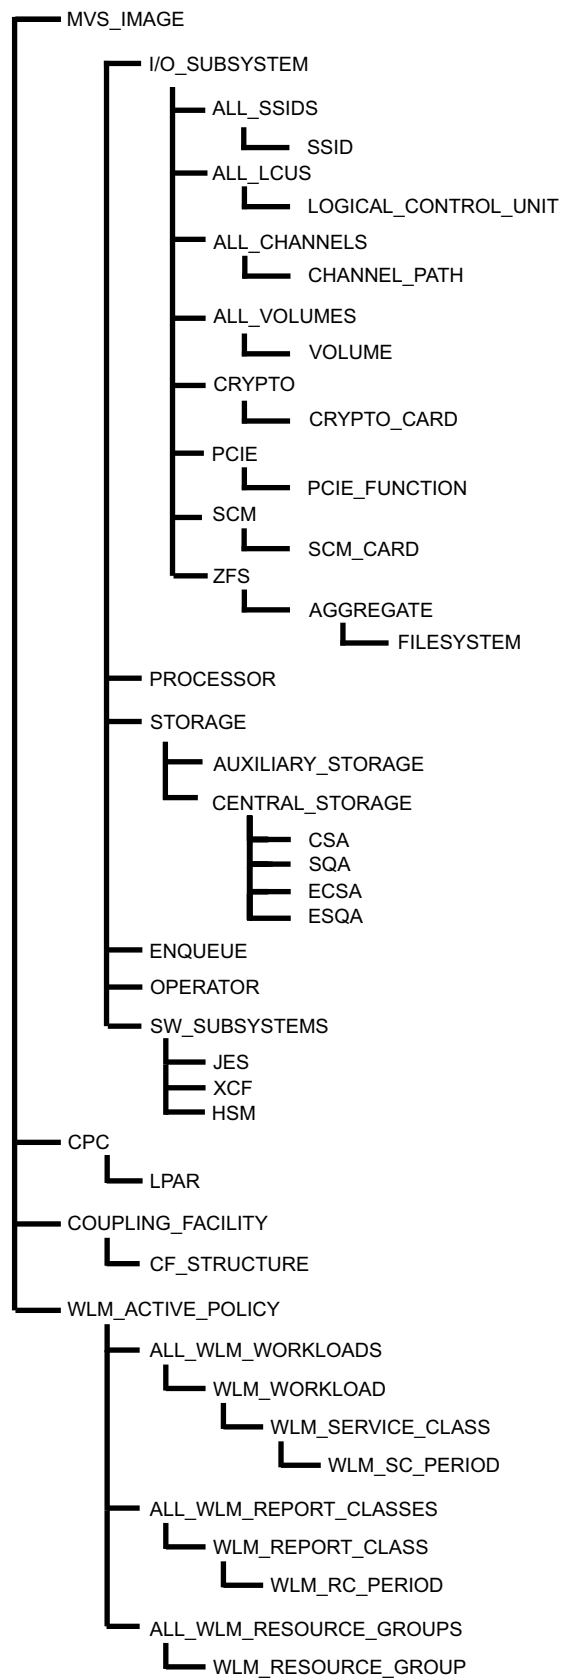 MVS_IMAGE
I/O_SUBSYSTEM
ALL_SSIDS
SSID
ALL_LCUS
LOGICAL_CONTROL_UNIT
ALL_CHANNELS
CHANNEL_PATH
ALL_VOLUMES
VOLUME
CRYPTO
CRYPTO_CARD
PCIE
PCIE_FUNCTION
SCM
SCM_CARD
ZFS
AGGREGATE
FILESYSTEM
PROCESSOR
STORAGE
AUXILIARY_STORAGE
CENTRAL_STORAGE
CSA
SQA
ECSA
ESQA
ENQUEUE
OPERATOR
SW_SUBSYSTEMS
JES
XCF
HSM
CPC
LPAR
COUPLING_FACILITY
CF_STRUCTURE
WLM_ACTIVE_POLICY
ALL_WLM_WORKLOADS
WLM_WORKLOAD
WLM_SERVICE_CLASS
WLM_SC_PERIOD
ALL_WLM_REPORT_CLASSES
WLM_REPORT_CLASS
WLM_RC_PERIOD
ALL_WLM_RESOURCE_GROUPS
WLM_RESOURCE_GROUP